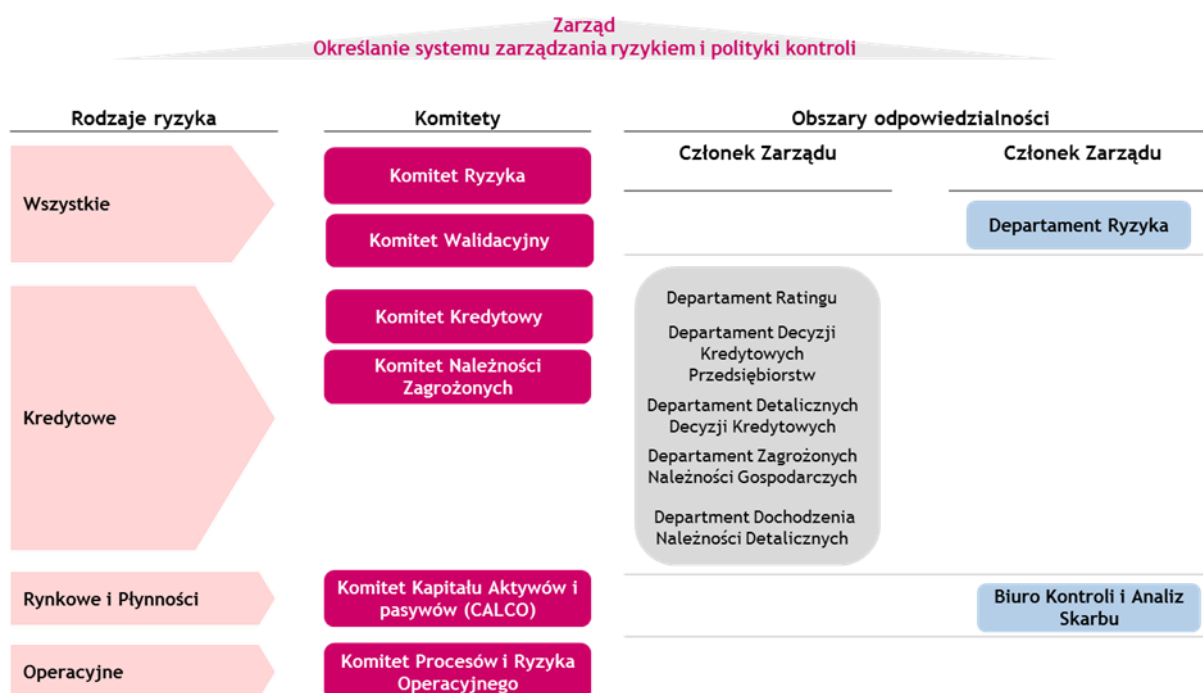 Zarząd
Określanie systemu zarządzania ryzykiem i polityki kontroli
Rodzaje ryzyka
Komitety
Obszary odpowiedzialności
Członek Zarządu
Członek Zarządu
Wszystkie
Komitet Ryzyka
Komitet Walidacyjny
Departament Ryzyka
Kredytowe
Komitet Kredytowy
Komitet Należności
Zagrożonych
Departament Ratingu
Departament Decyzji
Kredytowych
Przedsiębiorstw
Departament Detalicznych
Decyzji Kredytowych
Departament Zagrożonych
Należności Gospodarczych
Department Dochodzenia
Należności Detalicznych
Rynkowe i Płynności
Komitet Kapitału Aktywów i
pasywów (CALCO)
Biuro Kontroli i Analiz
Skarbu
Operacyjne
Komitet Procesów i Ryzyka
Operacyjnego